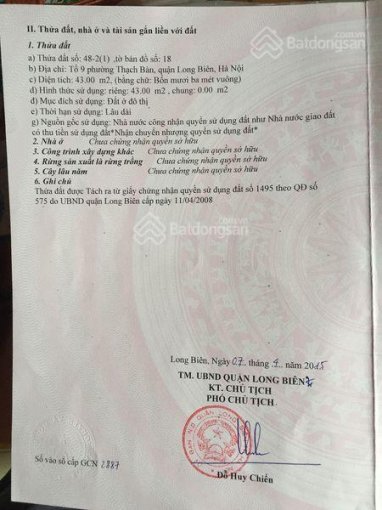 II. Thửa đất, nhà ở và tài sản gắn liền với đất
1. Thửa đất
a) Thửa đất số: 48-2(1) ,tờ bản đồ số: 18
b) Địa chỉ: Tổ 9 phường Thạch Bàn, quận Long Biên, Hà Nội
c) Diện tích: 43.00 m2, (bằng chữ: Bốn mươi ba mét vuông)
d) Hình thức sử dụng: riêng: 43.00 m2, chung: 0.00 m2
đ) Mục đích sử dụng: Đất ở đô thị
e) Thời hạn sử dụng: Lâu dài
g) Nguồn gốc sử dụng: Nhà nước công nhận quyền sử dụng đất như Nhà nước giao đất
có thu tiền sử dụng đất*Nhận chuyển nhượng quyền sử dụng đất*
2. Nhà ở Chưa chứng nhận quyền sở hữu
3. Công trình xây dựng khác Chưa chứng nhận quyền sở hữu
4. Rừng sản xuất là rừng trồng Chưa chứng nhận quyền sở hữu
5. Cây lâu năm Chưa chứng nhận quyền sở hữu
6. Ghi chú
Thửa đất được Tách ra từ giấy chứng nhận quyền sử dụng đất số 1495 theo QĐ số
575 do UBND quận Long Biên cấp ngày 11/04/2008
Batdongsan
by PropertyGuru
Batdongsan
by PropertyGuru
Long Biên, Ngày 07 tháng 4 năm 2015
TM. UBND QUẬN LONG BIÊN
KT. CHỦ TỊCH
PHÓ CHỦ TỊCH
Đỗ Huy Chiến
Số vào sổ cấp GCN 2887